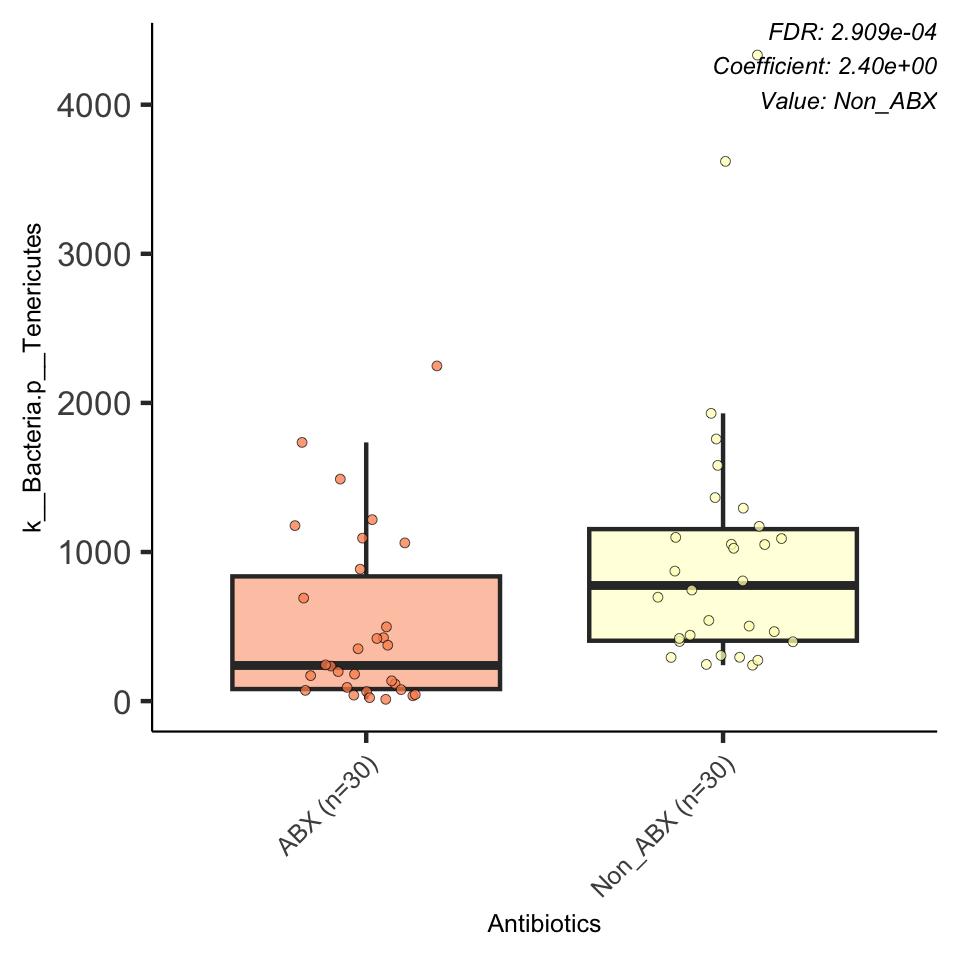 FDR: 2.909e-04
Coefficient: 2.40e+00
Value: Non_ABX
4000
3000
2000
1000
0
k__Bacteria.p__Tenericutes
ABX (n=30)
Non_ABX (n=30)
Antibiotics